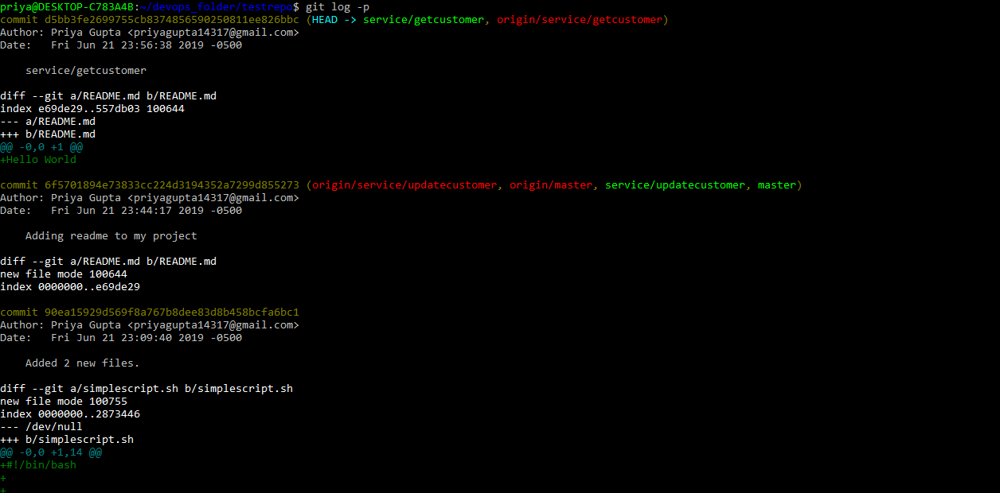 priya@DESKTOP-C783A4B:~/devops_folder/testrepo$ git log -p
commit d5bb3fe2699755cb8374856590250811ee826bbc (HEAD -> service/getcustomer, origin/service/getcustomer)
Author: Priya Gupta <priyagupta14317@gmail.com>
Date:   Fri Jun 21 23:56:38 2019 -0500

    service/getcustomer

diff --git a/README.md b/README.md
index e69de29..557db03 100644
--- a/README.md
+++ b/README.md
@@ -0,0 +1 @@
+Hello World

commit 6f5701894e73833cc224d3194352a7299d855273 (origin/service/updatecustomer, origin/master, service/updatecustomer, master)
Author: Priya Gupta <priyagupta14317@gmail.com>
Date:   Fri Jun 21 23:44:17 2019 -0500

    Adding readme to my project

diff --git a/README.md b/README.md
new file mode 100644
index 0000000..e69de29

commit 90ea15929d569f8a767b8dee83d8b458bcfa6bc1
Author: Priya Gupta <priyagupta14317@gmail.com>
Date:   Fri Jun 21 23:09:40 2019 -0500

    Added 2 new files.

diff --git a/simplescript.sh b/simplescript.sh
new file mode 100755
index 0000000..2873446
--- /dev/null
+++ b/simplescript.sh
@@ -0,0 +1,14 @@
+#!/bin/bash
+
+